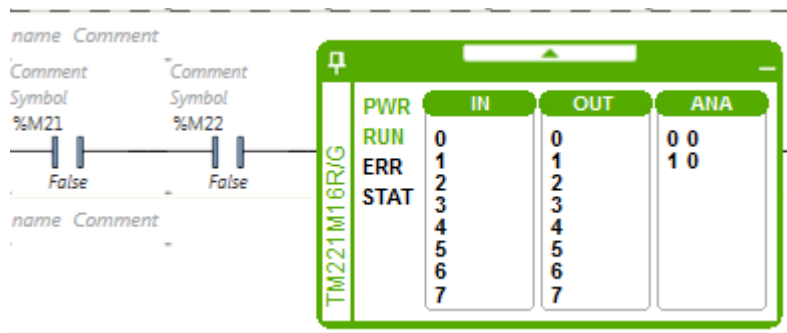 name Comment
Comment Comment
Symbol Symbol
%M21 %M22
False False
name Comment
TM221M16R/G
PWR
RUN
ERR
STAT
IN
0
1
2
3
4
5
6
7
OUT
0
1
2
3
4
5
6
7
ANA
0 0
1 0